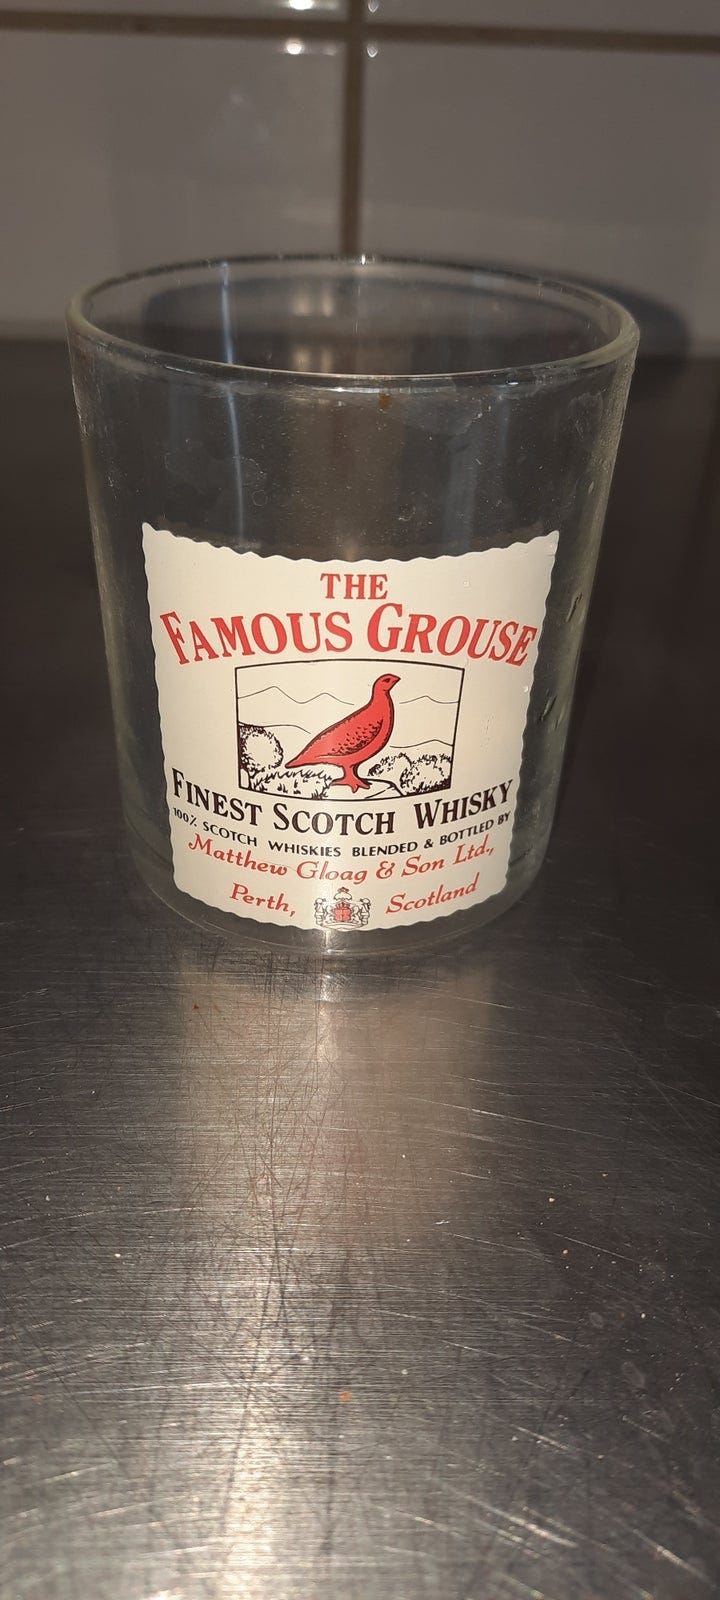 THE
FAMOUS GROUSE
FINEST SCOTCH WHISKY
100% SCOTCH WHISKIES BLENDED & BOTTLED BY
Matthew Gloag & Son Ltd.,
Perth, Scotland